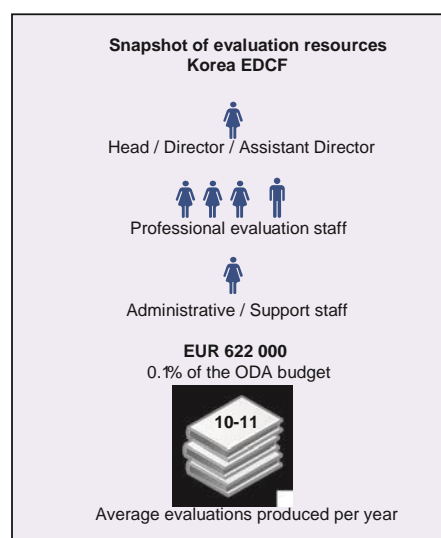 Snapshot of evaluation resources
Korea EDCF
Head / Director / Assistant Director
Professional evaluation staff
Administrative / Support staff
EUR 622 000
0.1% of the ODA budget
10-11
Average evaluations produced per year